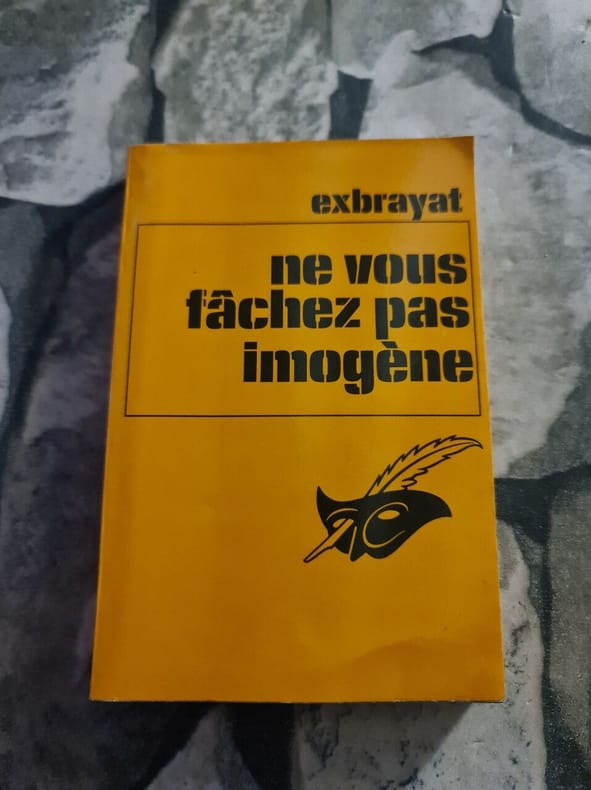 exbrayat
ne vous
fâchez pas
imogène